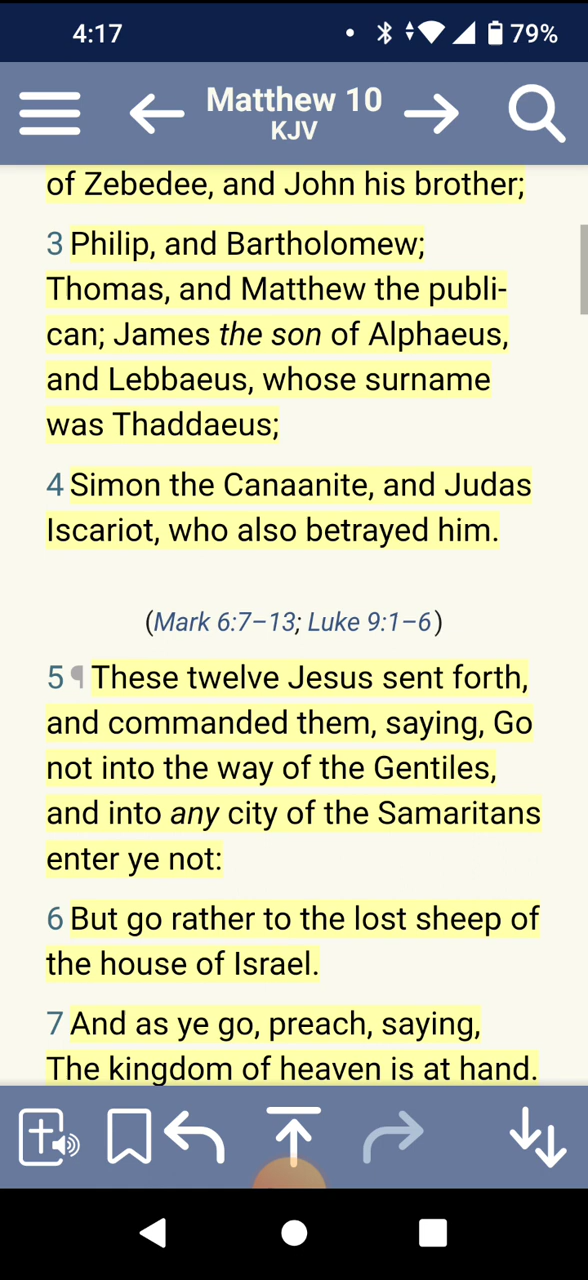 4:17
79%
Matthew 10
KJV
of Zebedee, and John his brother;
3 Philip, and Bartholomew;
Thomas, and Matthew the publi-
can; James the son of Alphaeus,
and Lebbaeus, whose surname
was Thaddaeus;
4 Simon the Canaanite, and Judas
Iscariot, who also betrayed him.
(Mark 6:7–13; Luke 9:1–6)
5 ¶ These twelve Jesus sent forth,
and commanded them, saying, Go
not into the way of the Gentiles,
and into any city of the Samaritans
enter ye not:
6 But go rather to the lost sheep of
the house of Israel.
7 And as ye go, preach, saying,
The kingdom of heaven is at hand.